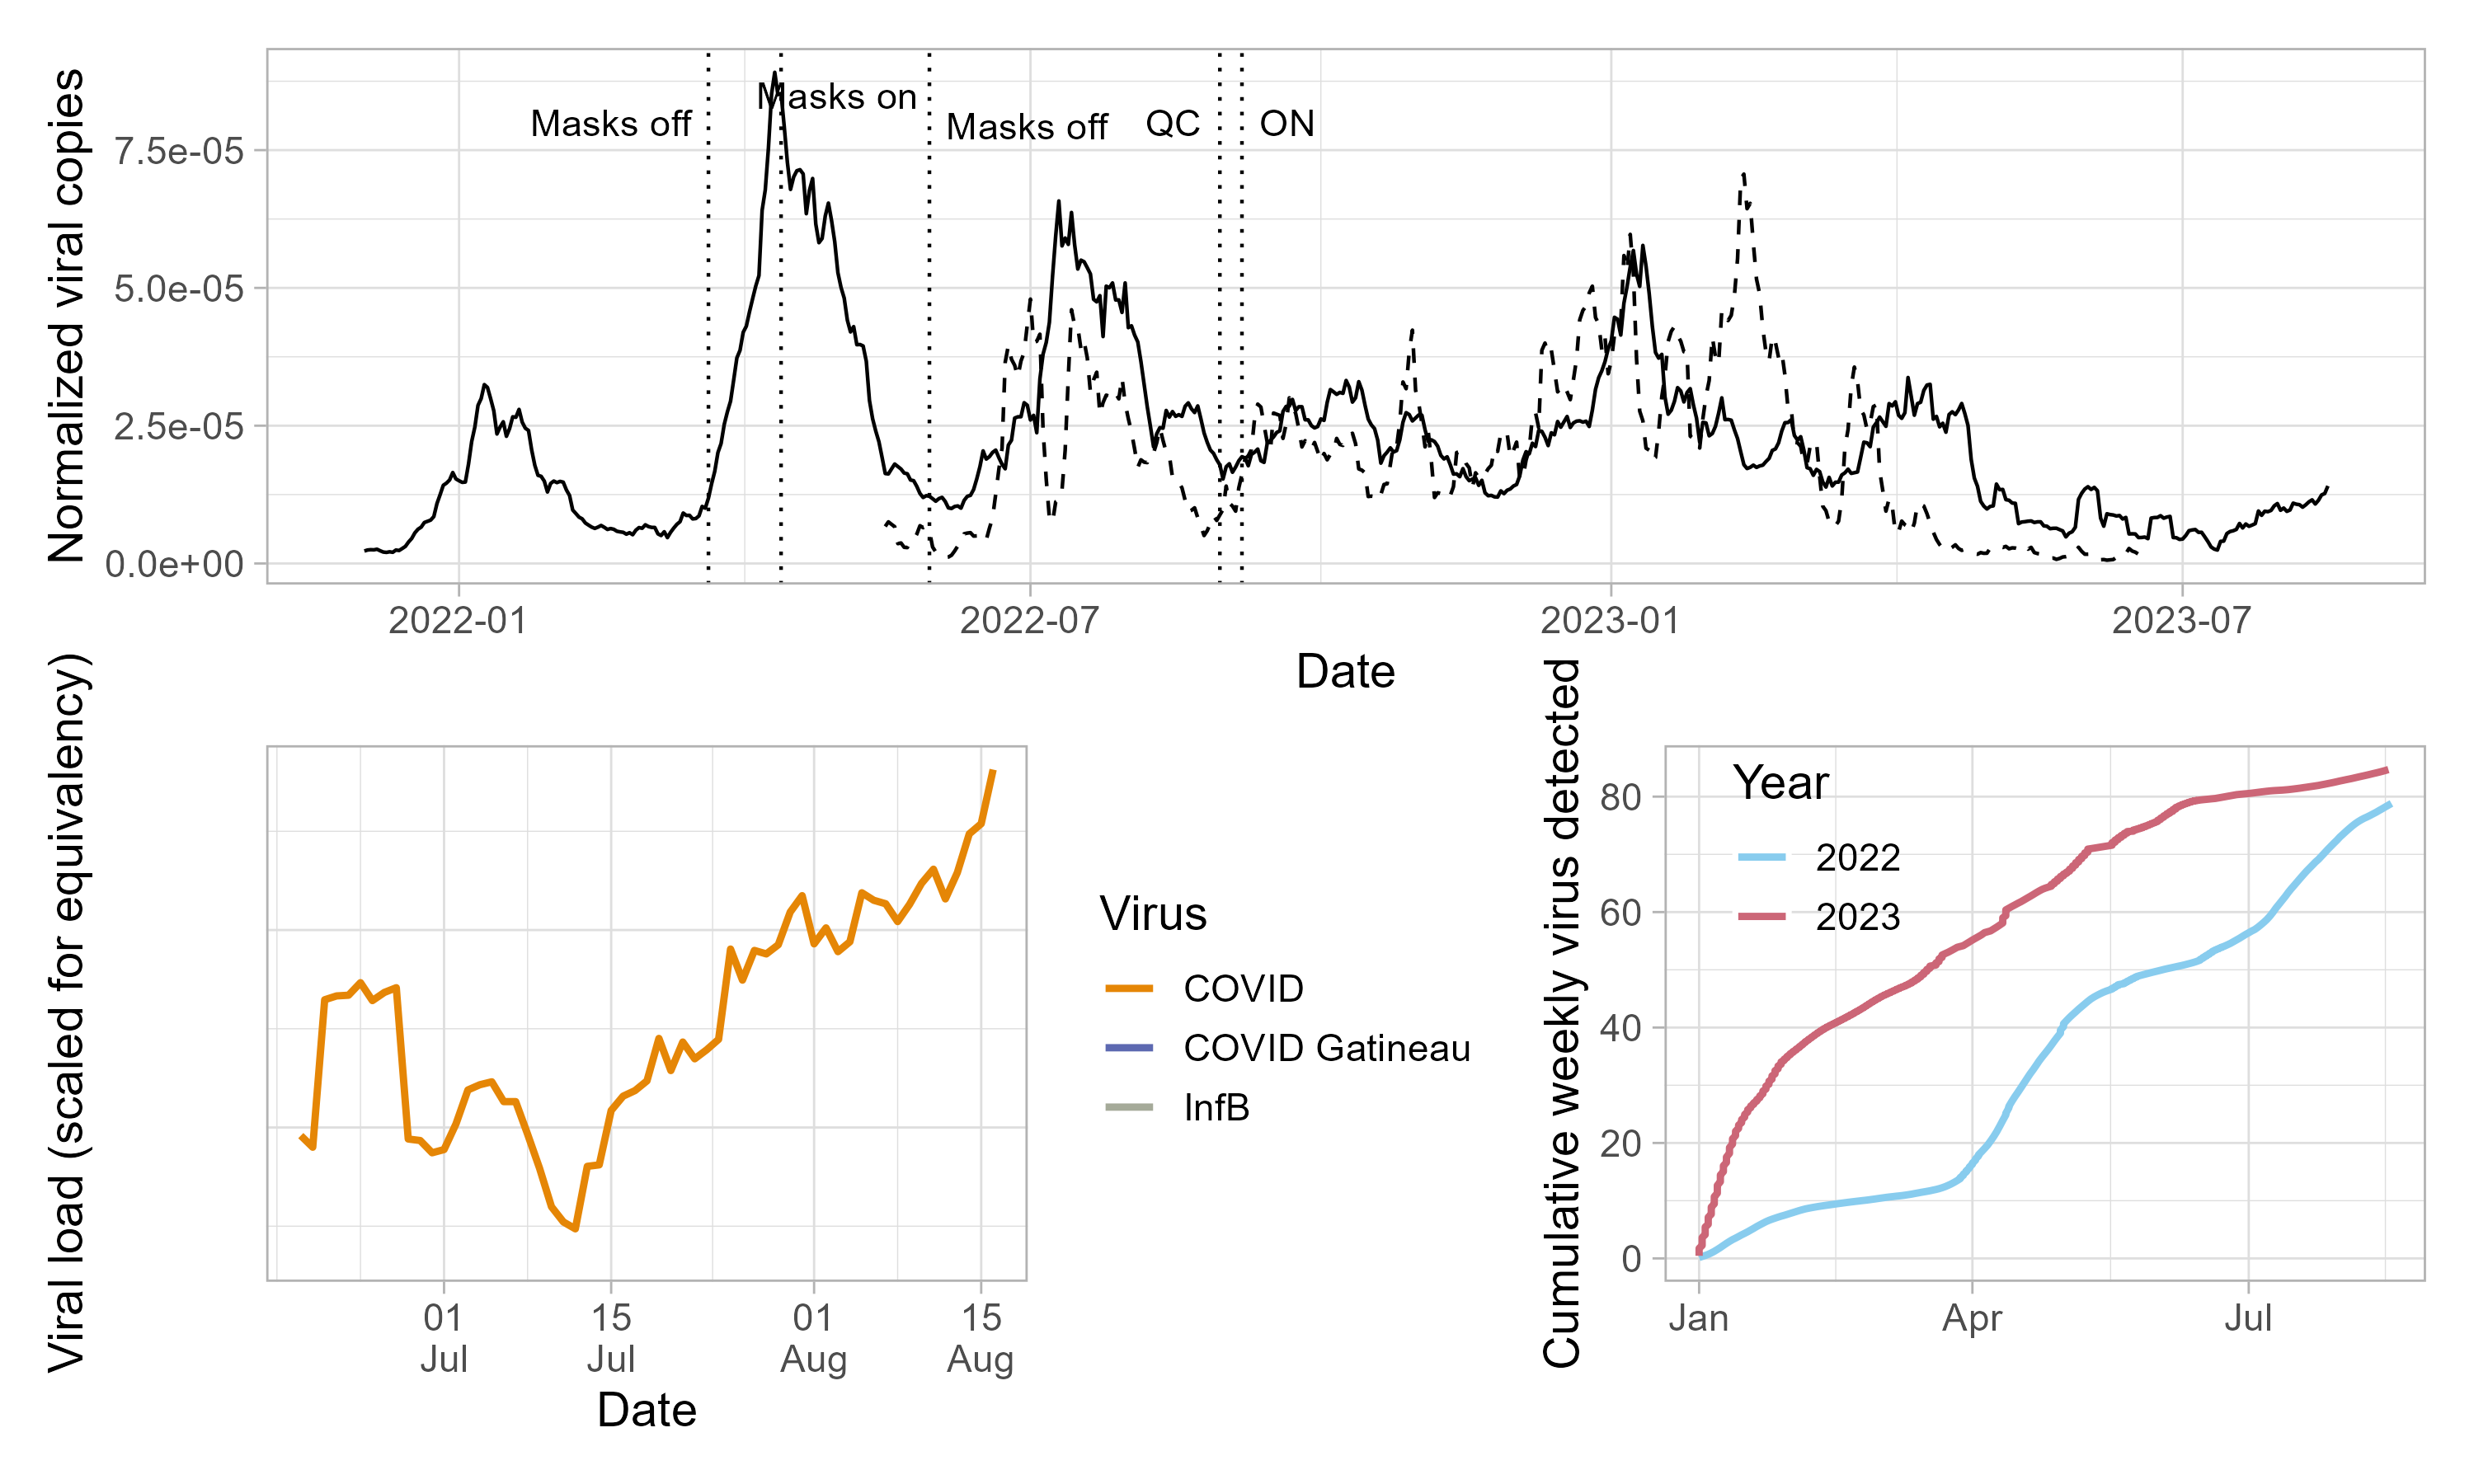 Normalized viral copies
7.5e-05
5.0e-05
2.5e-05
0.0e+00
Masks off
Masks on
Masks off
QC
ON
2022-01
2022-07
2023-01
2023-07
Date
Viral load (scaled for equivalency)
01
Jul
15
Jul
01
Aug
15
Aug
Date
Virus
COVID
COVID Gatineau
InfB
Cumulative weekly virus detected
80
60
40
20
0
Year
2022
2023
Jan
Apr
Jul